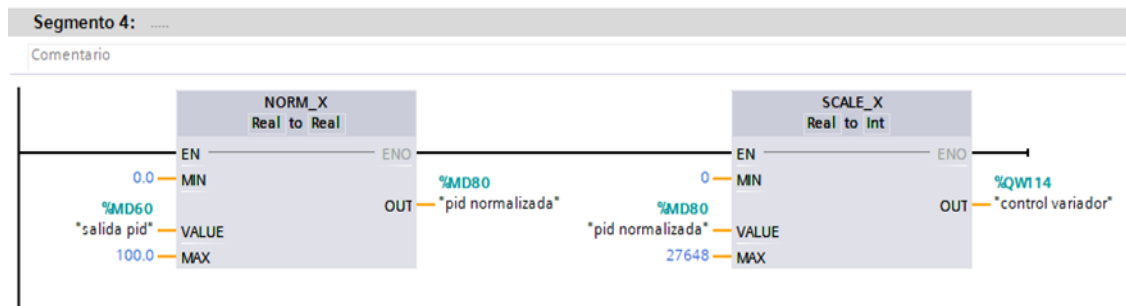 Segmento 4: .....
Comentario
NORM_X
Real to Real
EN
ENO
0.0
MIN
%MD60
"salida pid"
VALUE
100.0
MAX
OUT
%MD80
"pid normalizada"
SCALE_X
Real to Int
EN
ENO
0
MIN
%MD80
"pid normalizada"
VALUE
27648
MAX
OUT
%QW114
"control variador"